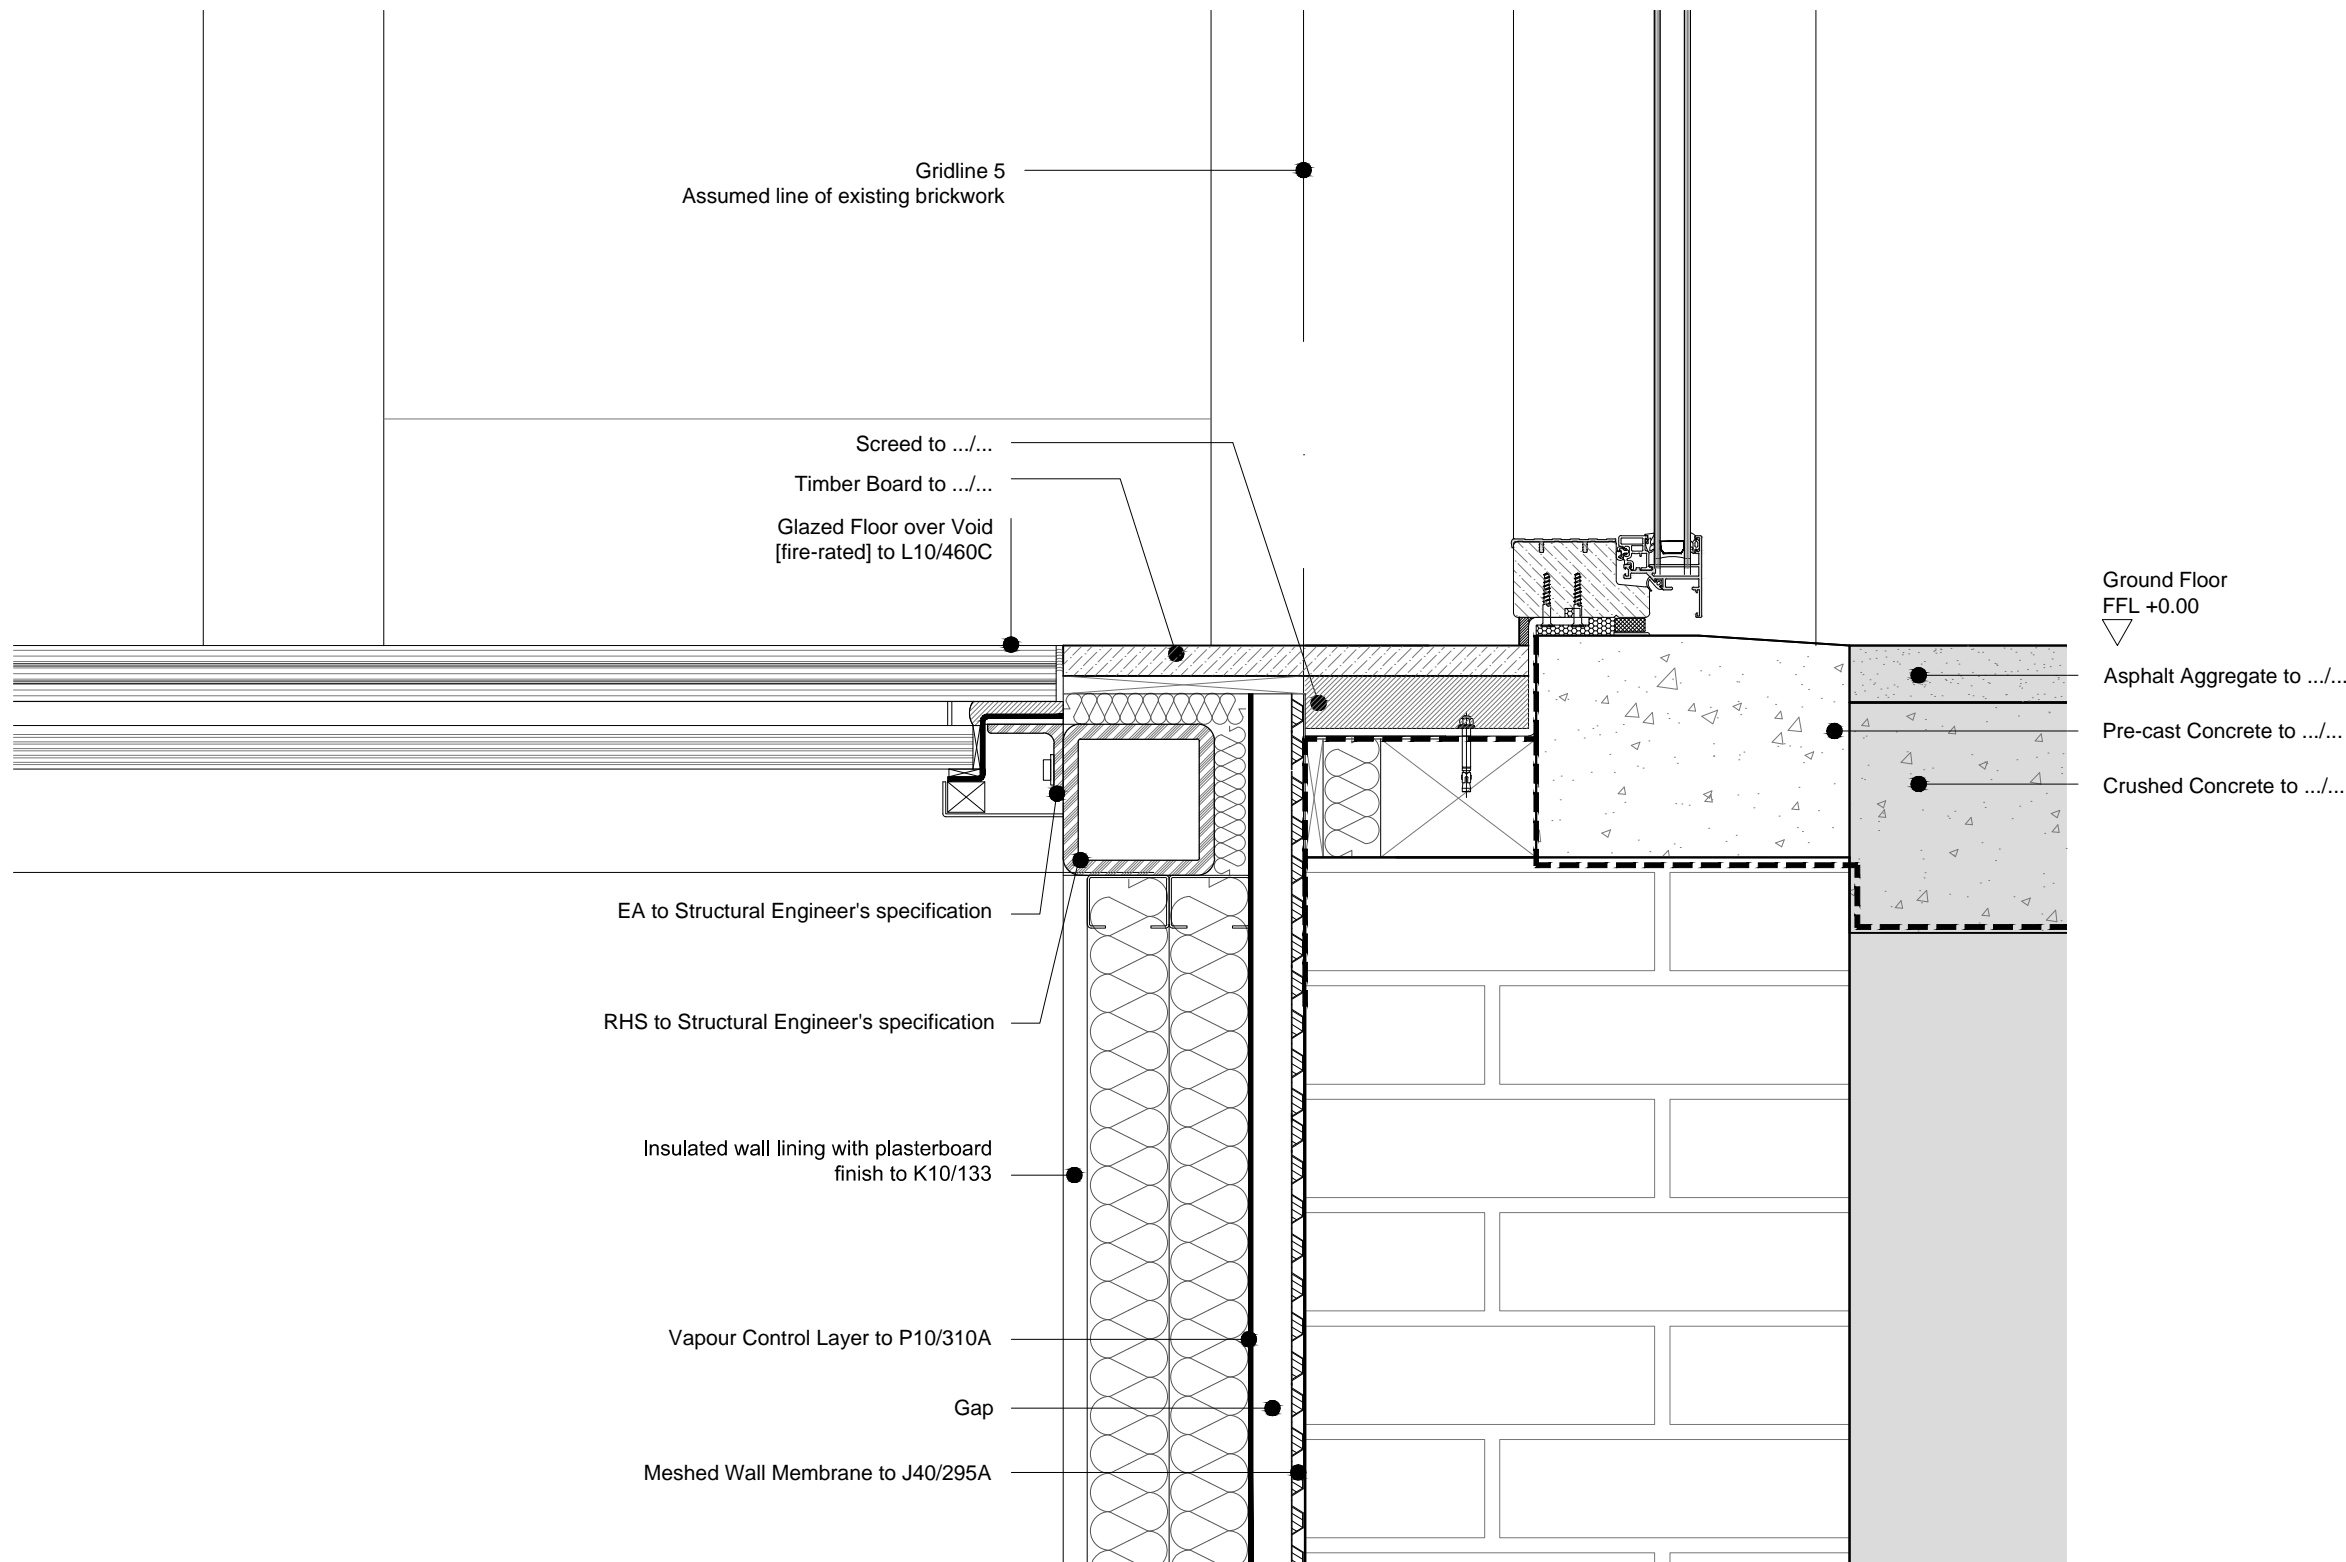 Gridline 5
Assumed line of existing brickwork
Screed to .../...
Timber Board to .../...
Glazed Floor over Void
[fire-rated] to L10/460C
Ground Floor
FFL +0.00
Asphalt Aggregate to .../...
Pre-cast Concrete to .../...
Crushed Concrete to .../...
EA to Structural Engineer's specification
RHS to Structural Engineer's specification
Insulated wall lining with plasterboard
finish to K10/133
Vapour Control Layer to P10/310A
Gap
Meshed Wall Membrane to J40/295A